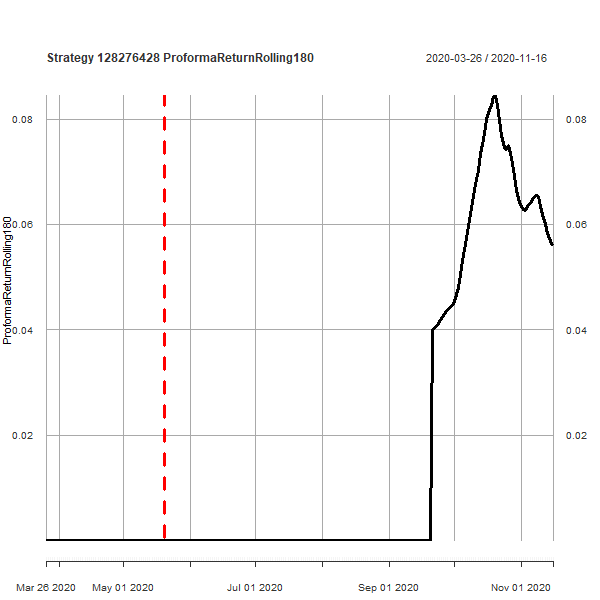 Strategy 128276428 ProformaReturnRolling180
2020-03-26 / 2020-11-16
ProformaReturnRolling180
0.08
0.08
0.06
0.06
0.04
0.04
0.02
0.02
Mar 26 2020
May 01 2020
Jul 01 2020
Sep 01 2020
Nov 01 2020